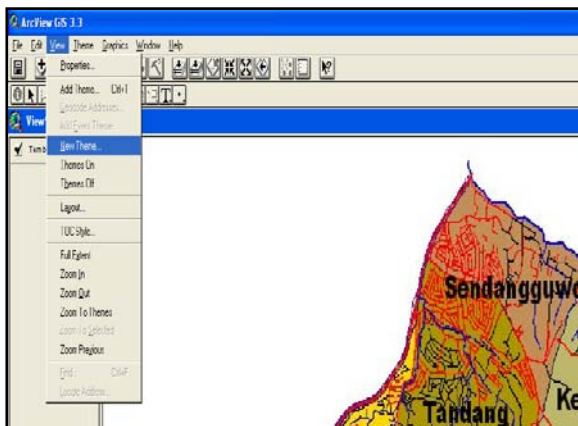 ArcView GIS 3.3
File Edit View Theme Graphics Window Help
Properties...
Add Theme... Ctrl+T
Geocode Addresses...
Add Event Theme...
View
New Theme...
Themes On
Themes Off
Layout...
TOC Style...
Full Extent
Zoom In
Zoom Out
Zoom To Themes
Zoom To Selected
Zoom Previous
Find... Ctrl+F
Locate Address...
Sendangguwo
Tandang
Ke